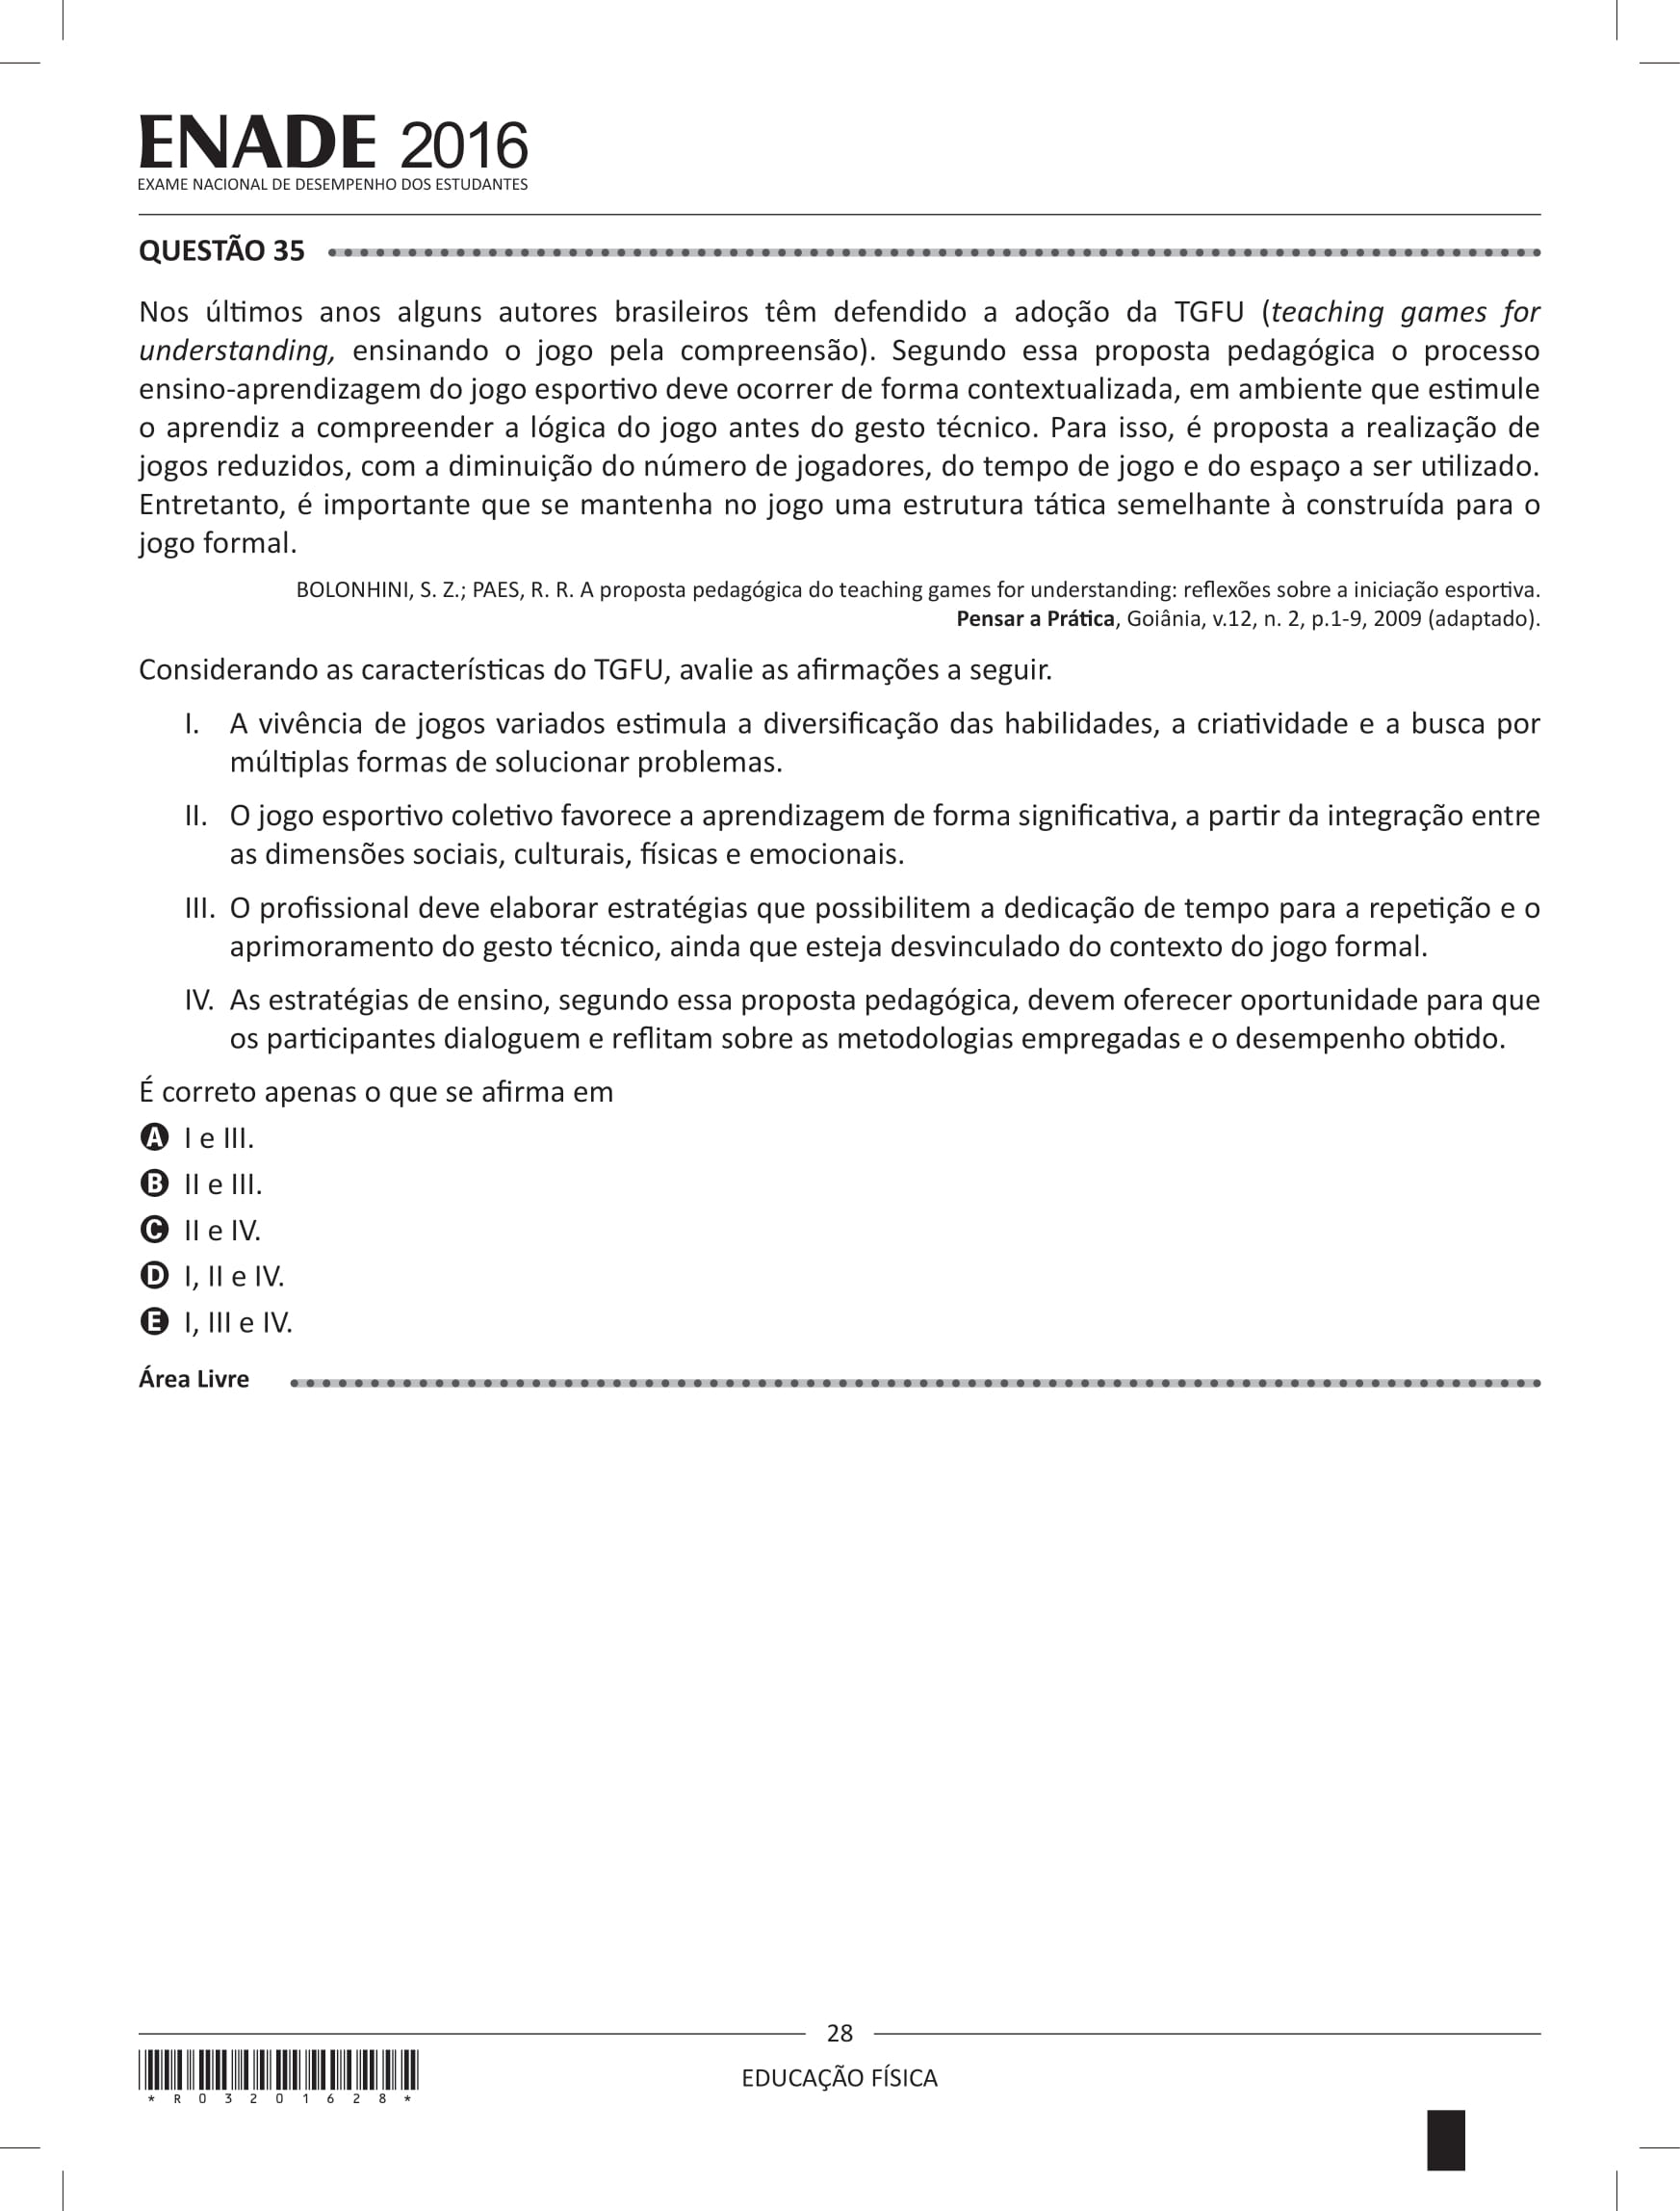 ENADE 2016
EXAME NACIONAL DE DESEMPENHO DOS ESTUDANTES
QUESTÃO 35
Nos últimos anos alguns autores brasileiros têm defendido a adoção da TGFU (teaching games for
understanding, ensinando o jogo pela compreensão). Segundo essa proposta pedagógica o processo
ensino-aprendizagem do jogo esportivo deve ocorrer de forma contextualizada, em ambiente que estimule
o aprendiz a compreender a lógica do jogo antes do gesto técnico. Para isso, é proposta a realização de
jogos reduzidos, com a diminuição do número de jogadores, do tempo de jogo e do espaço a ser utilizado.
Entretanto, é importante que se mantenha no jogo uma estrutura tática semelhante à construída para o
jogo formal.
BOLONHINI, S. Z.; PAES, R. R. A proposta pedagógica do teaching games for understanding: reflexões sobre a iniciação esportiva.
Pensar a Prática, Goiânia, v.12, n. 2, p.1-9, 2009 (adaptado).
Considerando as características do TGFU, avalie as afirmações a seguir.
I. A vivência de jogos variados estimula a diversificação das habilidades, a criatividade e a busca por
múltiplas formas de solucionar problemas.
II. O jogo esportivo coletivo favorece a aprendizagem de forma significativa, a partir da integração entre
as dimensões sociais, culturais, físicas e emocionais.
III. O profissional deve elaborar estratégias que possibilitem a dedicação de tempo para a repetição e o
aprimoramento do gesto técnico, ainda que esteja desvinculado do contexto do jogo formal.
IV. As estratégias de ensino, segundo essa proposta pedagógica, devem oferecer oportunidade para que
os participantes dialoguem e reflitam sobre as metodologias empregadas e o desempenho obtido.
É correto apenas o que se afirma em
A I e III.
B II e III.
C II e IV.
D I, II e IV.
E I, III e IV.
Área Livre
28
EDUCAÇÃO FÍSICA
* R 0 3 2 0 1 6 2 8 *